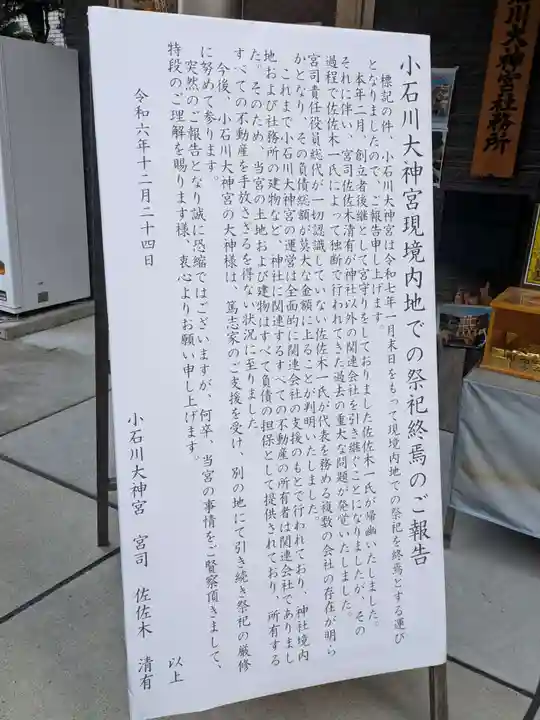 小石川大神宮現境内地での祭祀終焉のご報告
標記の件、小石川大神宮は令和七年一月末日をもって現境内地での祭祀を終焉とする運び
となりましたので、ご報告申し上げます。
本年二月、創立者後継として宮守りをしておりました佐佐木一氏が帰幽いたしました。
それに伴い、宮司佐佐木清有が神社以外の関連会社を引き継ぐことになりましたが、その
過程で佐佐木一氏によって独断で行われてきた過去の重大な問題が発覚いたしました。
宮司責任役員総代が一切認識していない佐佐木一氏が代表を務める複数の会社の存在が明ら
かとなり、その負債総額が莫大な金額に上ることが判明いたしました。
これまで小石川大神宮の運営は全面的に関連会社の支援のもとで行われており、神社境内
地および社務所の建物など、神社に関連するすべての不動産の所有者は関連会社でありまし
た。そのため、当宮の土地および建物はすべて負債の担保として提供されており、所有する
すべての不動産を手放さざるを得ない状況に至りました。
今後、小石川大神宮の大神様は、篤志家のご支援を受け、別の地にて引き続き祭祀の厳修
に努めて参ります。
突然のご報告となり誠に恐縮ではございますが、何卒、当宮の事情をご賢察頂きまして、
特段のご理解を賜ります様、衷心よりお願い申し上げます。
以上
令和六年十二月二十四日
小石川大神宮 宮司 佐佐木 清有
川大神宮社務所